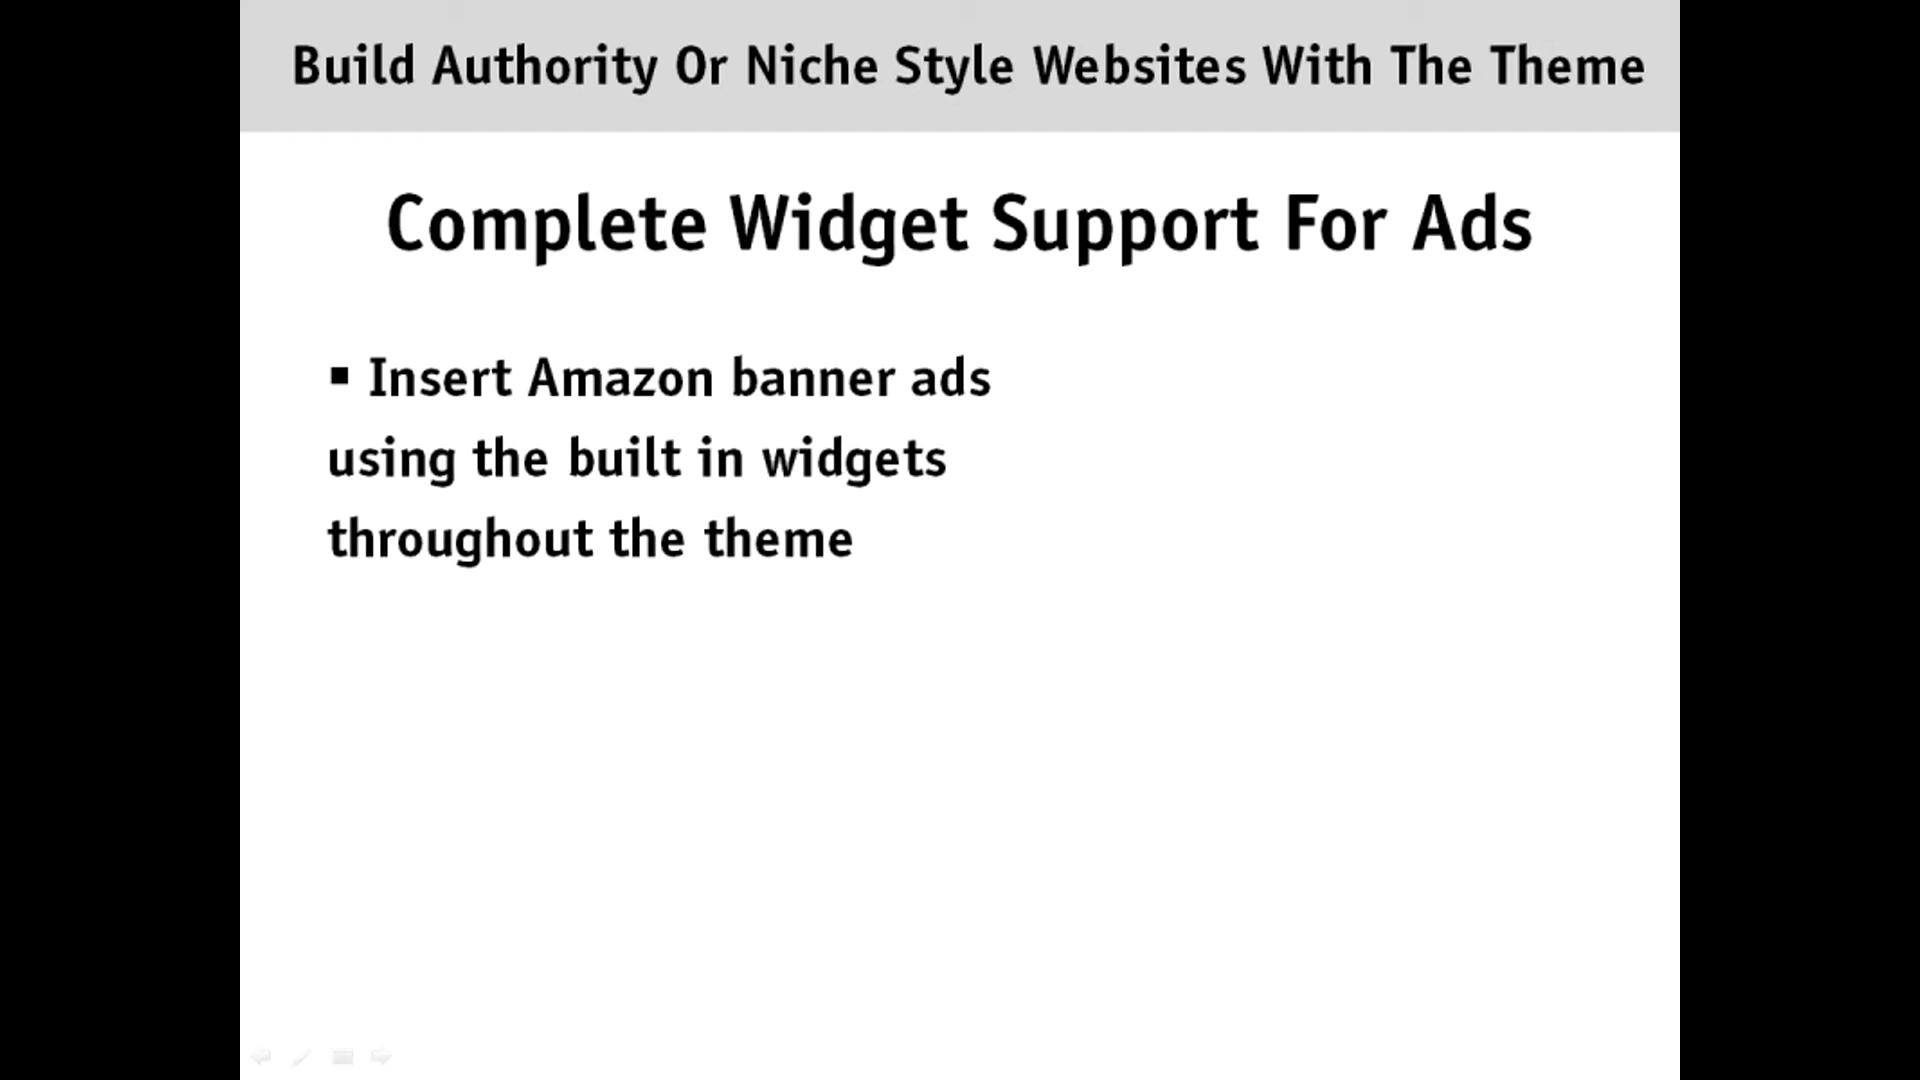 Build Authority Or Niche Style Websites With The Theme
Complete Widget Support For Ads
▪ Insert Amazon banner ads
using the built in widgets
throughout the theme